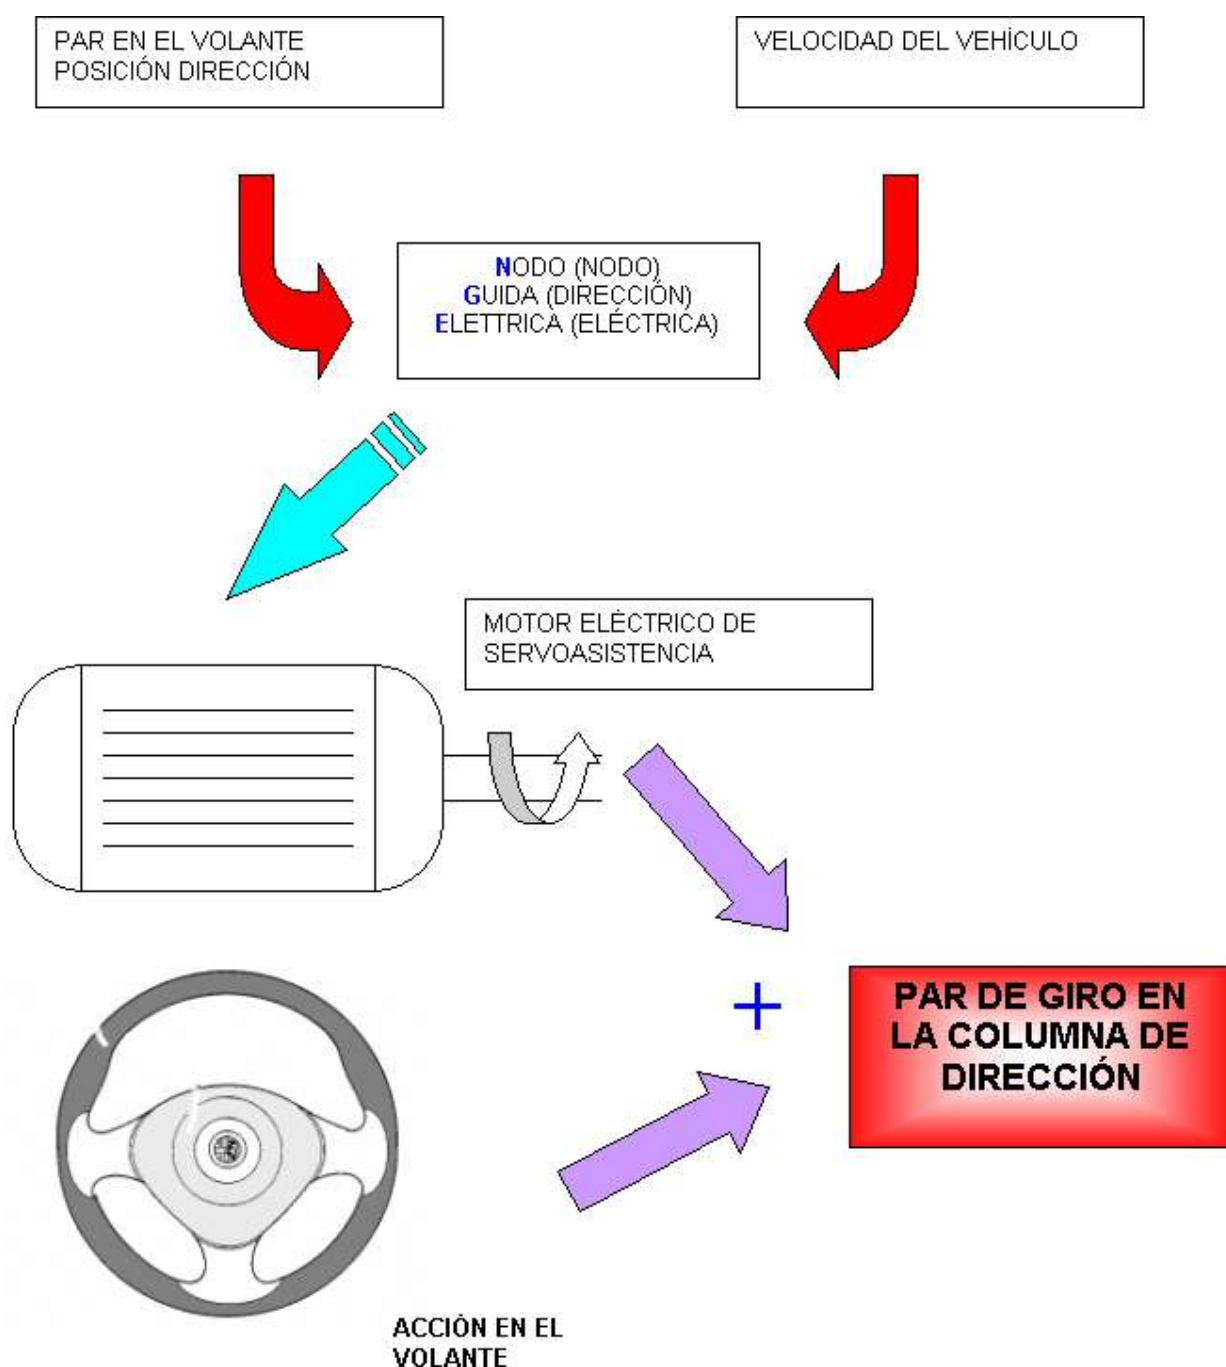 PAR EN EL VOLANTE
POSICIÓN DIRECCIÓN
VELOCIDAD DEL VEHÍCULO
NODO (NODO)
GUIDA (DIRECCIÓN)
ELETTRICA (ELÉCTRICA)
MOTOR ELÉCTRICO DE
SERVOASISTENCIA
+
PAR DE GIRO EN
LA COLUMNA DE
DIRECCIÓN
ACCIÓN EN EL
VOLANTE